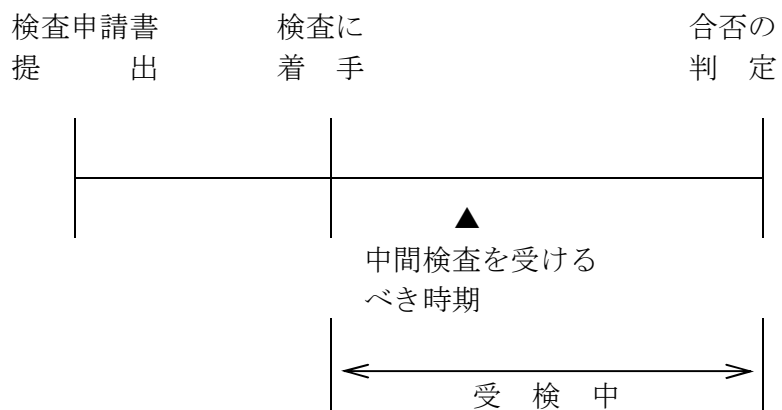 検査申請書
提出
検査に
着手
合否の
判定
▲
中間検査を受ける
べき時期
受検中